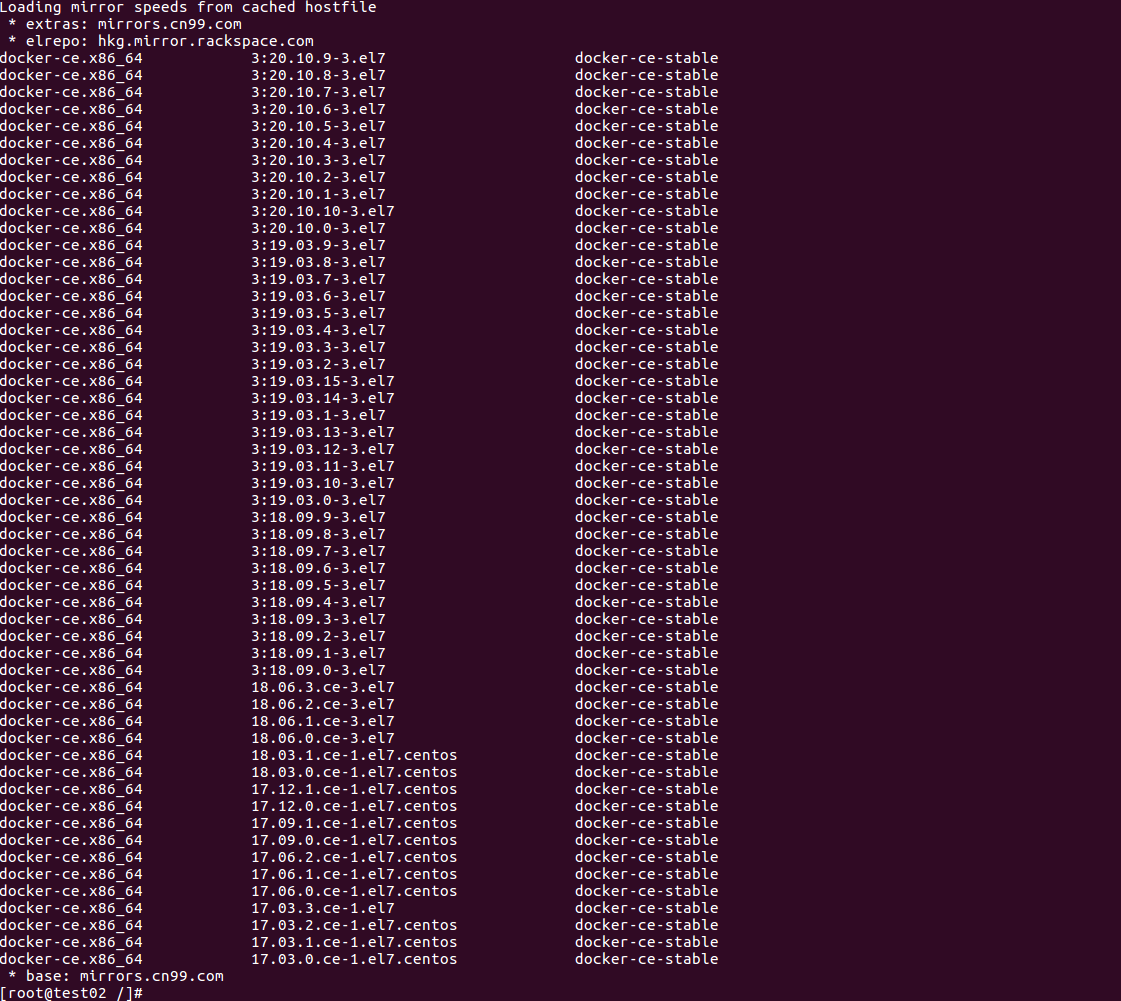 Loading mirror speeds from cached hostfile
 * extras: mirrors.cn99.com
 * elrepo: hkg.mirror.rackspace.com
docker-ce.x86_64            3:20.10.9-3.el7                     docker-ce-stable
docker-ce.x86_64            3:20.10.8-3.el7                     docker-ce-stable
docker-ce.x86_64            3:20.10.7-3.el7                     docker-ce-stable
docker-ce.x86_64            3:20.10.6-3.el7                     docker-ce-stable
docker-ce.x86_64            3:20.10.5-3.el7                     docker-ce-stable
docker-ce.x86_64            3:20.10.4-3.el7                     docker-ce-stable
docker-ce.x86_64            3:20.10.3-3.el7                     docker-ce-stable
docker-ce.x86_64            3:20.10.2-3.el7                     docker-ce-stable
docker-ce.x86_64            3:20.10.1-3.el7                     docker-ce-stable
docker-ce.x86_64            3:20.10.10-3.el7                    docker-ce-stable
docker-ce.x86_64            3:20.10.0-3.el7                     docker-ce-stable
docker-ce.x86_64            3:19.03.9-3.el7                     docker-ce-stable
docker-ce.x86_64            3:19.03.8-3.el7                     docker-ce-stable
docker-ce.x86_64            3:19.03.7-3.el7                     docker-ce-stable
docker-ce.x86_64            3:19.03.6-3.el7                     docker-ce-stable
docker-ce.x86_64            3:19.03.5-3.el7                     docker-ce-stable
docker-ce.x86_64            3:19.03.4-3.el7                     docker-ce-stable
docker-ce.x86_64            3:19.03.3-3.el7                     docker-ce-stable
docker-ce.x86_64            3:19.03.2-3.el7                     docker-ce-stable
docker-ce.x86_64            3:19.03.15-3.el7                    docker-ce-stable
docker-ce.x86_64            3:19.03.14-3.el7                    docker-ce-stable
docker-ce.x86_64            3:19.03.1-3.el7                     docker-ce-stable
docker-ce.x86_64            3:19.03.13-3.el7                    docker-ce-stable
docker-ce.x86_64            3:19.03.12-3.el7                    docker-ce-stable
docker-ce.x86_64            3:19.03.11-3.el7                    docker-ce-stable
docker-ce.x86_64            3:19.03.10-3.el7                    docker-ce-stable
docker-ce.x86_64            3:19.03.0-3.el7                     docker-ce-stable
docker-ce.x86_64            3:18.09.9-3.el7                     docker-ce-stable
docker-ce.x86_64            3:18.09.8-3.el7                     docker-ce-stable
docker-ce.x86_64            3:18.09.7-3.el7                     docker-ce-stable
docker-ce.x86_64            3:18.09.6-3.el7                     docker-ce-stable
docker-ce.x86_64            3:18.09.5-3.el7                     docker-ce-stable
docker-ce.x86_64            3:18.09.4-3.el7                     docker-ce-stable
docker-ce.x86_64            3:18.09.3-3.el7                     docker-ce-stable
docker-ce.x86_64            3:18.09.2-3.el7                     docker-ce-stable
docker-ce.x86_64            3:18.09.1-3.el7                     docker-ce-stable
docker-ce.x86_64            3:18.09.0-3.el7                     docker-ce-stable
docker-ce.x86_64            18.06.3.ce-3.el7                    docker-ce-stable
docker-ce.x86_64            18.06.2.ce-3.el7                    docker-ce-stable
docker-ce.x86_64            18.06.1.ce-3.el7                    docker-ce-stable
docker-ce.x86_64            18.06.0.ce-3.el7                    docker-ce-stable
docker-ce.x86_64            18.03.1.ce-1.el7.centos             docker-ce-stable
docker-ce.x86_64            18.03.0.ce-1.el7.centos             docker-ce-stable
docker-ce.x86_64            17.12.1.ce-1.el7.centos             docker-ce-stable
docker-ce.x86_64            17.12.0.ce-1.el7.centos             docker-ce-stable
docker-ce.x86_64            17.09.1.ce-1.el7.centos             docker-ce-stable
docker-ce.x86_64            17.09.0.ce-1.el7.centos             docker-ce-stable
docker-ce.x86_64            17.06.2.ce-1.el7.centos             docker-ce-stable
docker-ce.x86_64            17.06.1.ce-1.el7.centos             docker-ce-stable
docker-ce.x86_64            17.06.0.ce-1.el7.centos             docker-ce-stable
docker-ce.x86_64            17.03.3.ce-1.el7                    docker-ce-stable
docker-ce.x86_64            17.03.2.ce-1.el7.centos             docker-ce-stable
docker-ce.x86_64            17.03.1.ce-1.el7.centos             docker-ce-stable
docker-ce.x86_64            17.03.0.ce-1.el7.centos             docker-ce-stable
 * base: mirrors.cn99.com
[root@test02 /]#